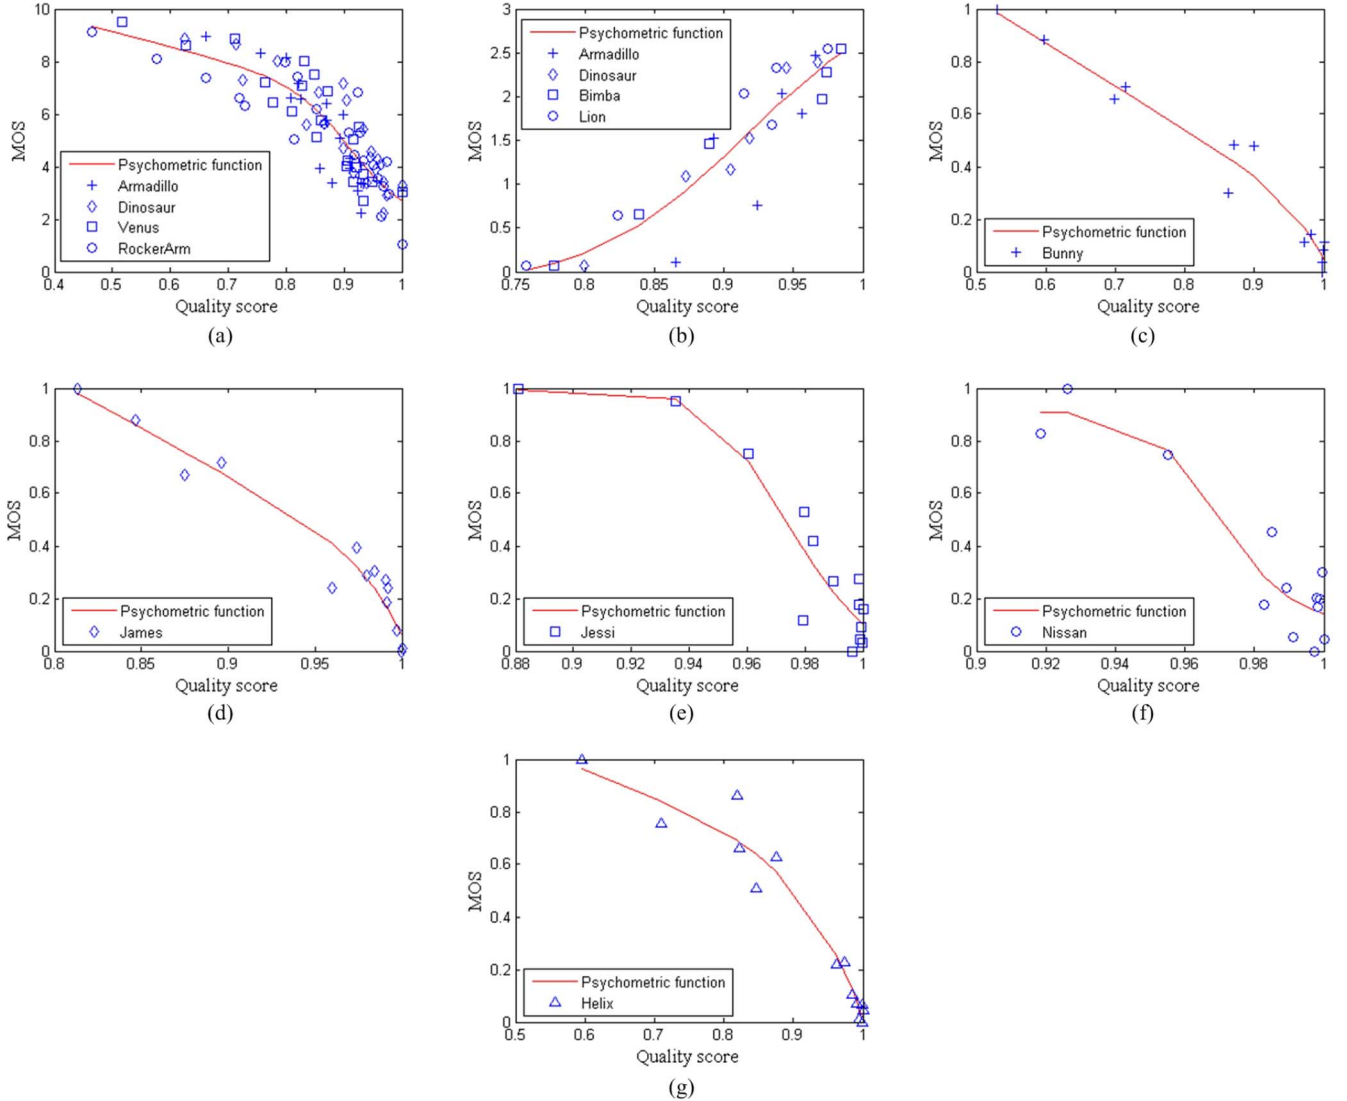 10
8
6
4
2
0
MOS
Psychometric function
Armadillo
Dinosaur
Venus
RockerArm
0.4 0.5 0.6 0.7 0.8 0.9 1
Quality score
(a)
3
2.5
2
1.5
1
0.5
0
MOS
Psychometric function
Armadillo
Dinosaur
Bimba
Lion
0.75 0.8 0.85 0.9 0.95 1
Quality score
(b)
1
0.8
0.6
0.4
0.2
0
MOS
Psychometric function
Bunny
0.5 0.6 0.7 0.8 0.9 1
Quality score
(c)
1
0.8
0.6
0.4
0.2
0
MOS
Psychometric function
James
0.8 0.85 0.9 0.95 1
Quality score
(d)
1
0.8
0.6
0.4
0.2
0
MOS
Psychometric function
Jessi
0.88 0.9 0.92 0.94 0.96 0.98 1
Quality score
(e)
1
0.8
0.6
0.4
0.2
0
MOS
Psychometric function
Nissan
0.9 0.92 0.94 0.96 0.98 1
Quality score
(f)
1
0.8
0.6
0.4
0.2
0
MOS
Psychometric function
Helix
0.5 0.6 0.7 0.8 0.9 1
Quality score
(g)